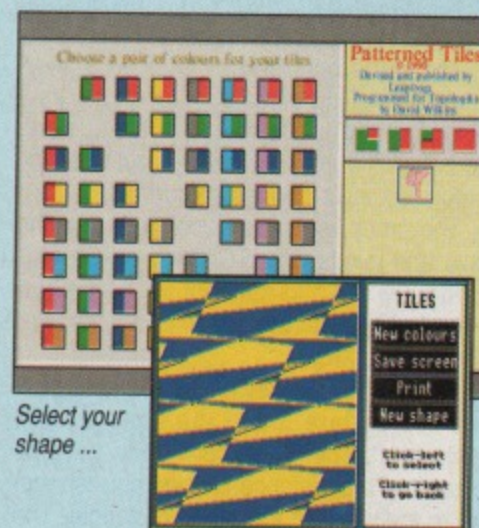 Choose a pair of colours for your tiles
Patterned Tiles
© 1990
Devised and published by
Programmed for Topologika
by David Wilkins
TILES
New colours
Save screen
Print
New shape
Click-left
to select
Click-right
to go back
Select your
shape ...